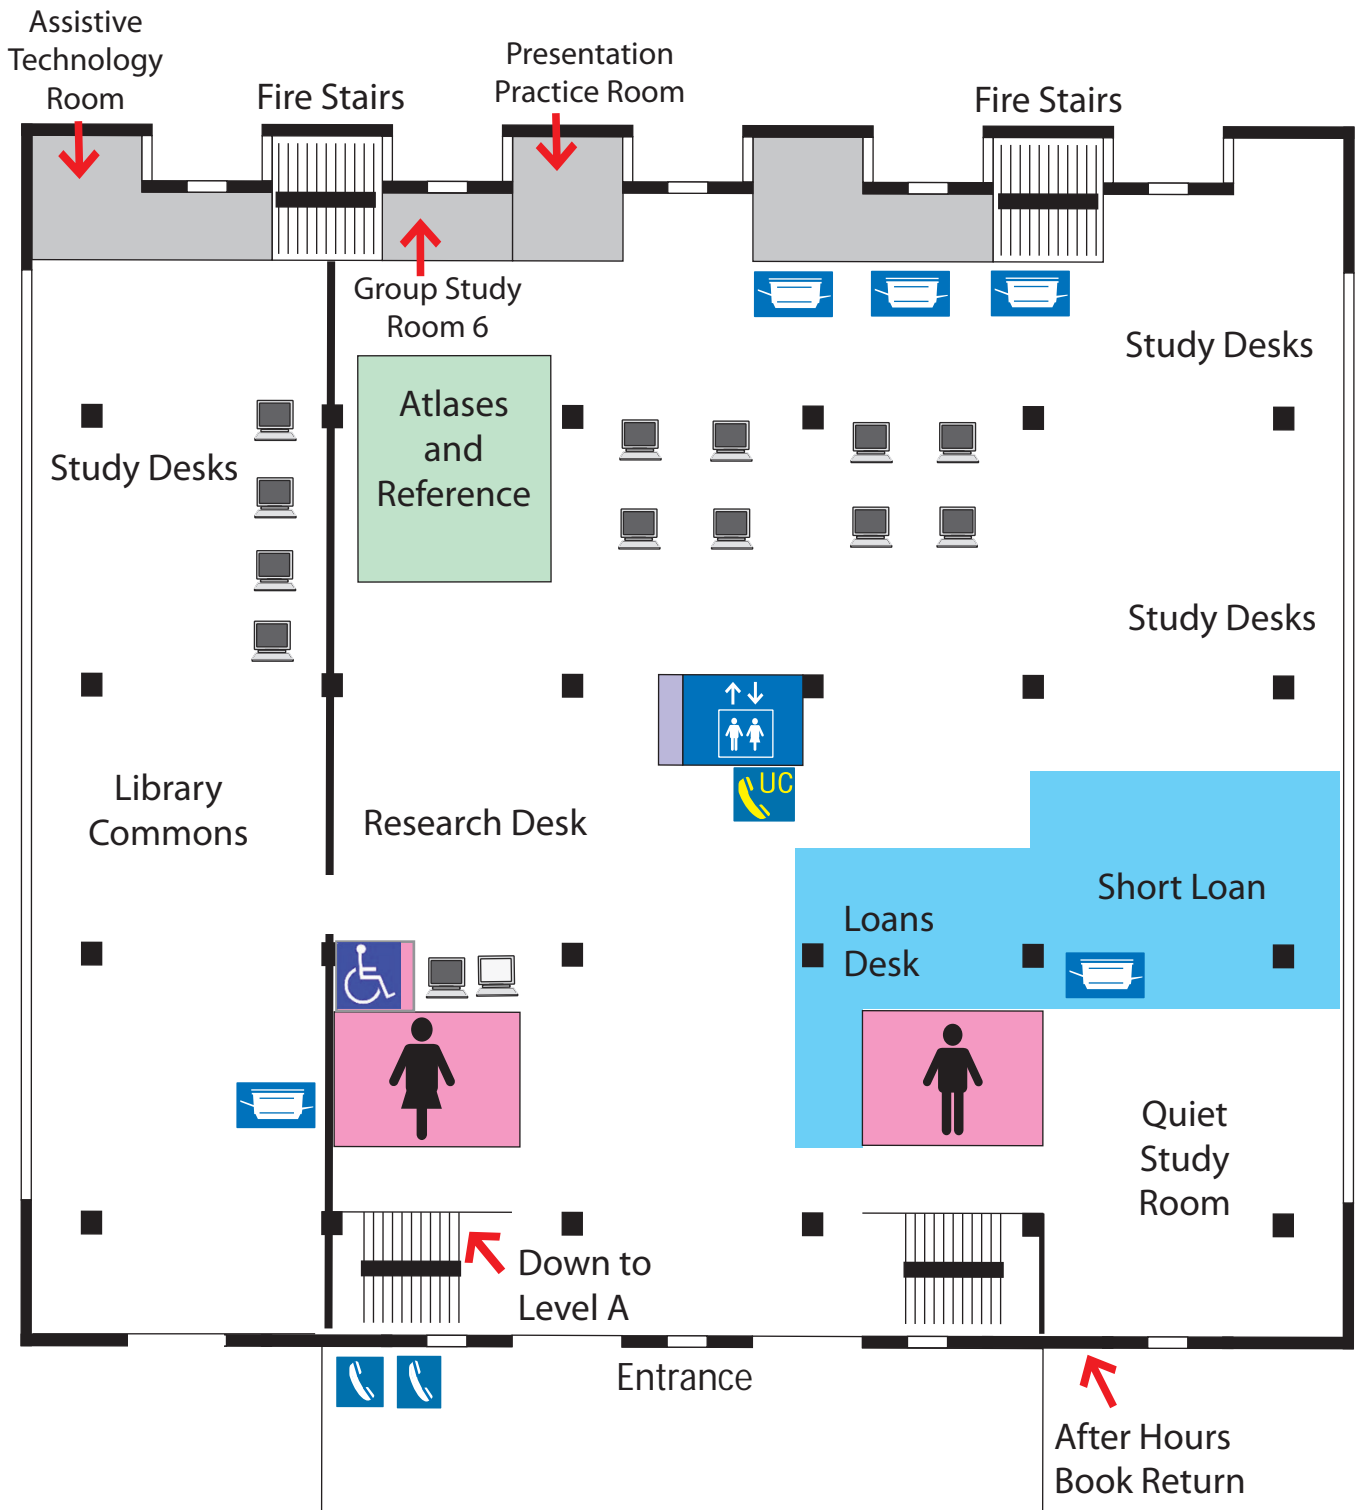 Assistive
Technology
Room
Fire Stairs
Presentation
Practice Room
Fire Stairs
Group Study
Room 6
Study Desks
Atlases
and
Reference
Study Desks
Study Desks
UC
Library
Commons
Research Desk
Short Loan
Loans
Desk
Quiet
Study
Room
Down to
Level A
Entrance
After Hours
Book Return